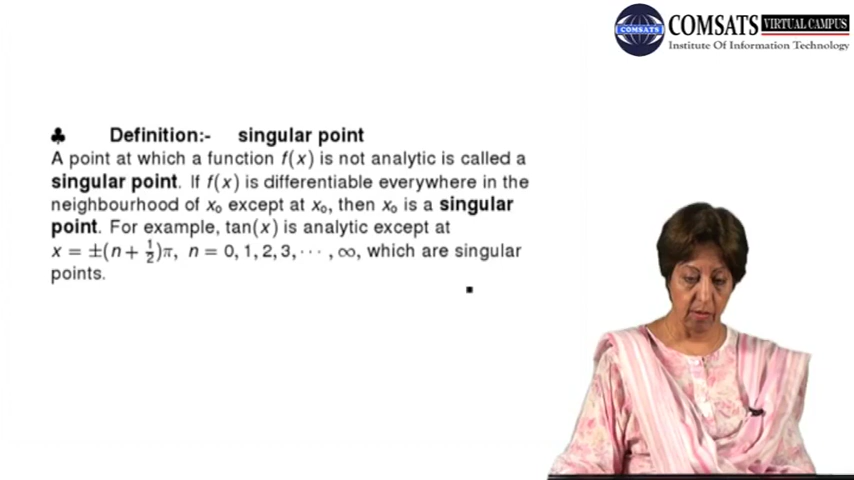 COMSATS
COMSATS
VIRTUAL CAMPUS
Institute Of Information Technology
♣ Definition:- singular point
A point at which a function f(x) is not analytic is called a
singular point. If f(x) is differentiable everywhere in the
neighbourhood of x₀ except at x₀, then x₀ is a singular
point. For example, tan(x) is analytic except at
x = ±(n + 1/2)π, n = 0, 1, 2, 3, ⋯ , ∞, which are singular
points.